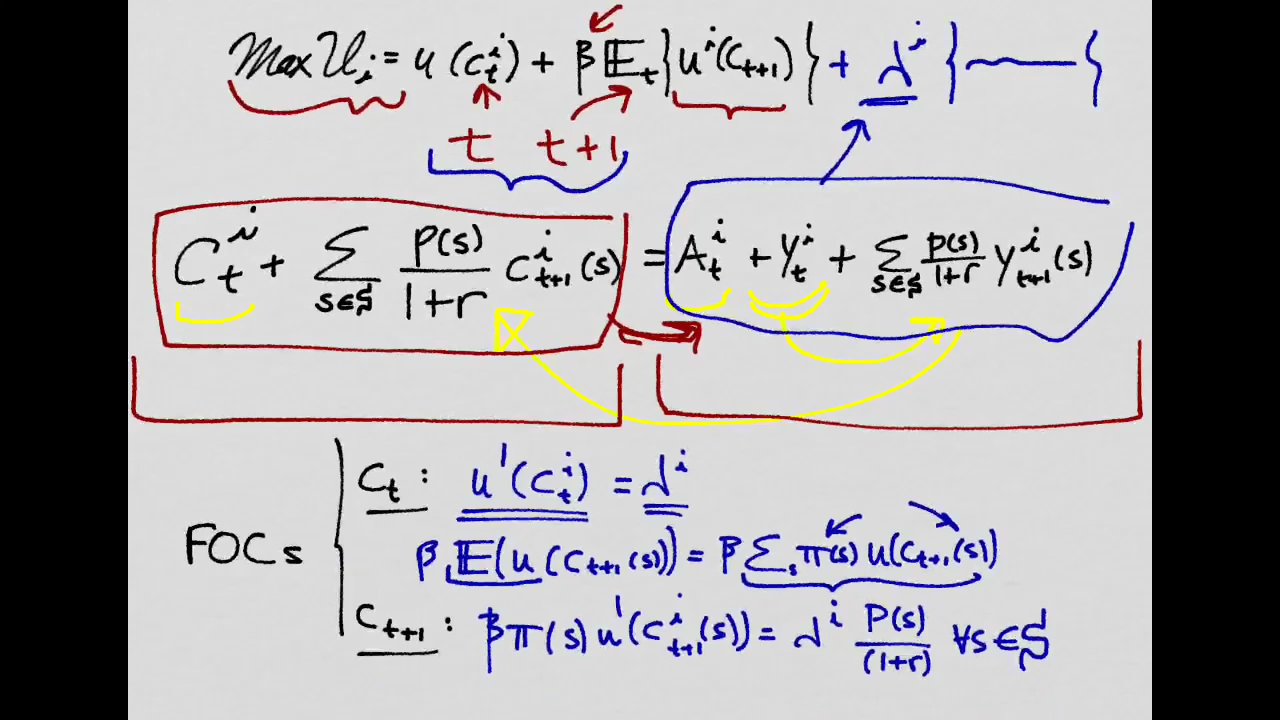 Max U_i = u(c_t^i) + β 𝔼_t { u^i(c_{t+1}) } + λ^i { ——— }
t t+1
C_t^i + Σ_{s∈S} P(s)/(1+r) C_{t+1}^i (s) = A_t^i + Y_t^i + Σ_{s∈S} P(s)/(1+r) Y_{t+1}^i (s)
FOCs
C_t : u'(C_t^i) = λ^i
β 𝔼(u(C_{t+1}(s)) = β Σ_s π(s) u(C_{t+1}(s))
C_{t+1} : β π(s) u'(C_{t+1}^i(s)) = λ^i P(s)/(1+r) ∀s ∈ S